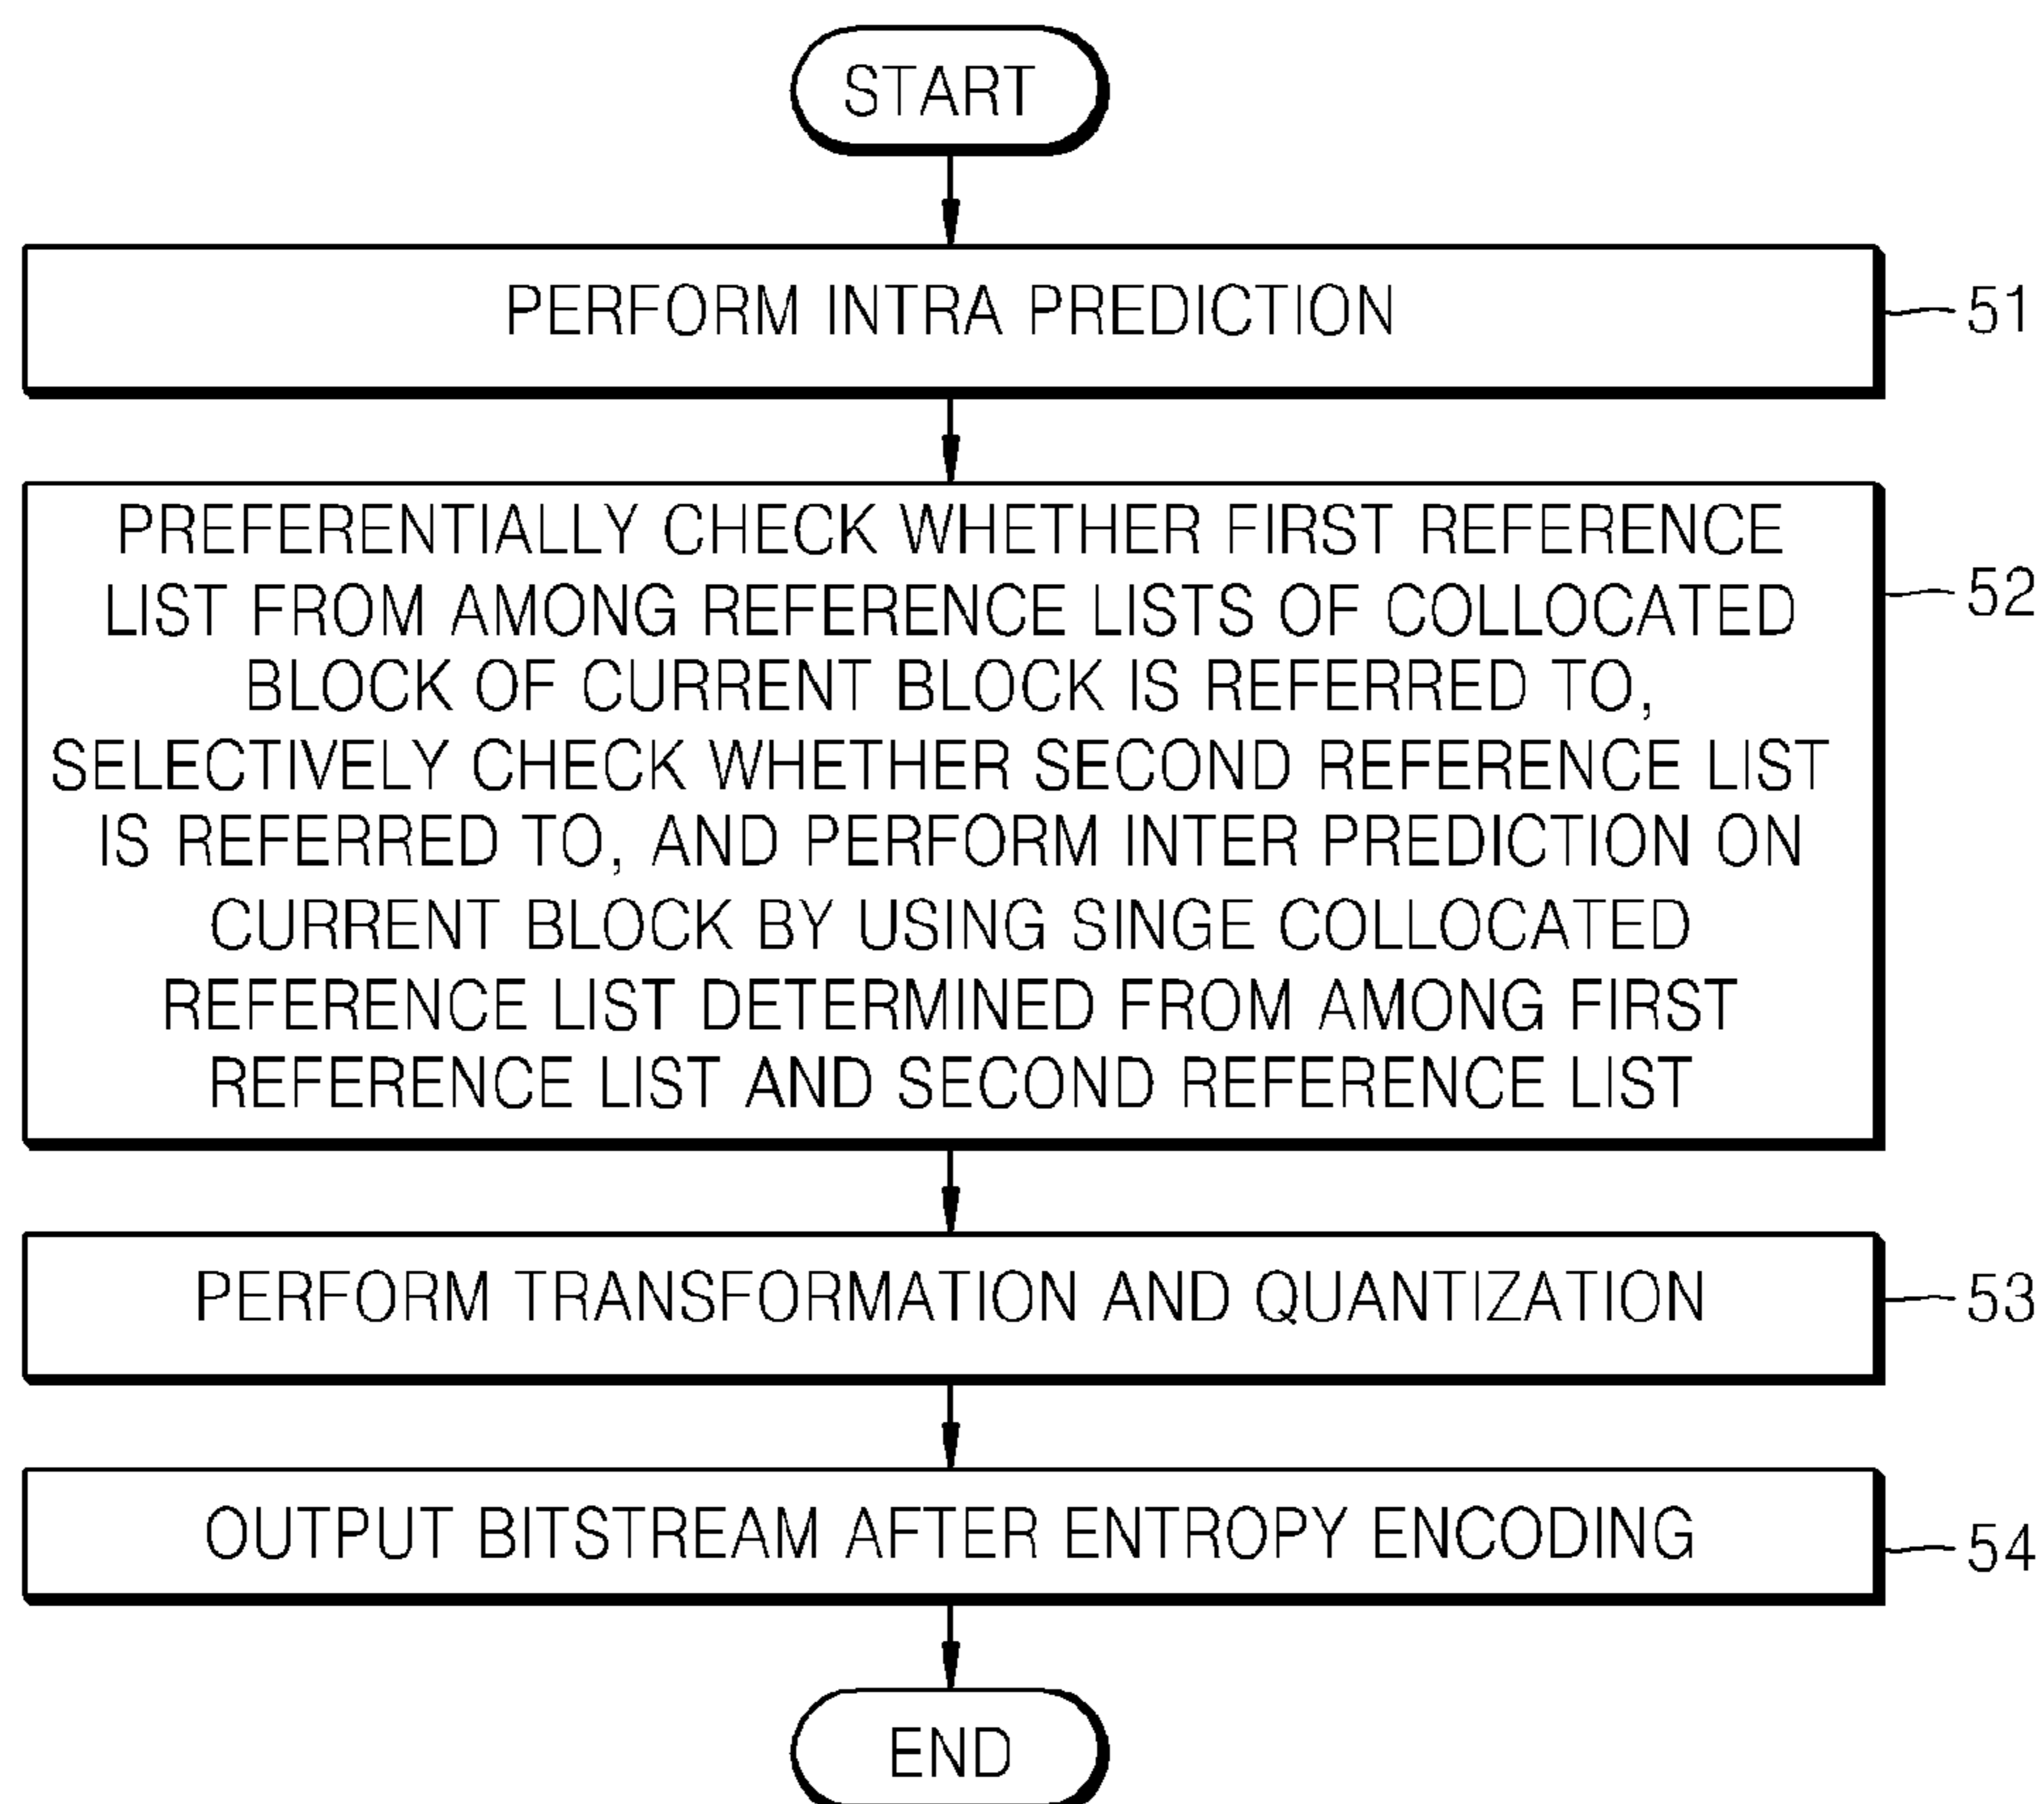 START
PERFORM INTRA PREDICTION
51
PREFERENTIALLY CHECK WHETHER FIRST REFERENCE
LIST FROM AMONG REFERENCE LISTS OF COLLOCATED
BLOCK OF CURRENT BLOCK IS REFERRED TO,
SELECTIVELY CHECK WHETHER SECOND REFERENCE LIST
IS REFERRED TO, AND PERFORM INTER PREDICTION ON
CURRENT BLOCK BY USING SINGE COLLOCATED
REFERENCE LIST DETERMINED FROM AMONG FIRST
REFERENCE LIST AND SECOND REFERENCE LIST
52
PERFORM TRANSFORMATION AND QUANTIZATION
53
OUTPUT BITSTREAM AFTER ENTROPY ENCODING
54
END